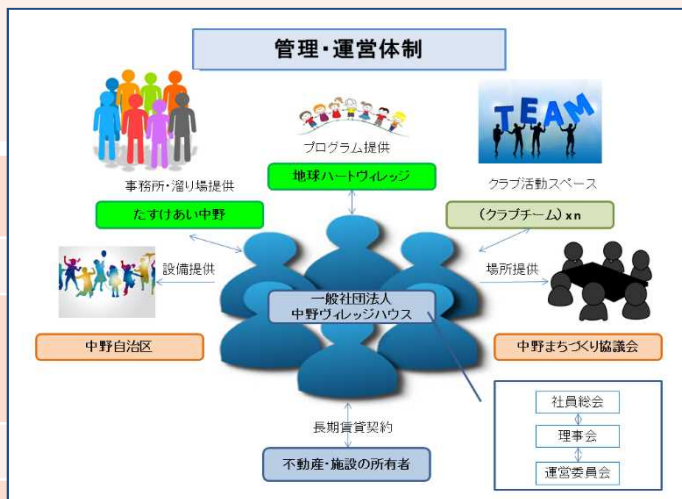 管理・運営体制
プログラム提供
事務所・溜り場提供
地球ハートヴィレッジ
TEAM
クラブ活動スペース
たすけあい中野
(クラブチーム) x n
設備提供
場所提供
一般社団法人
中野ヴィレッジハウス
中野自治区
中野まちづくり協議会
長期賃貸契約
不動産・施設の所有者
社員総会
理事会
運営委員会